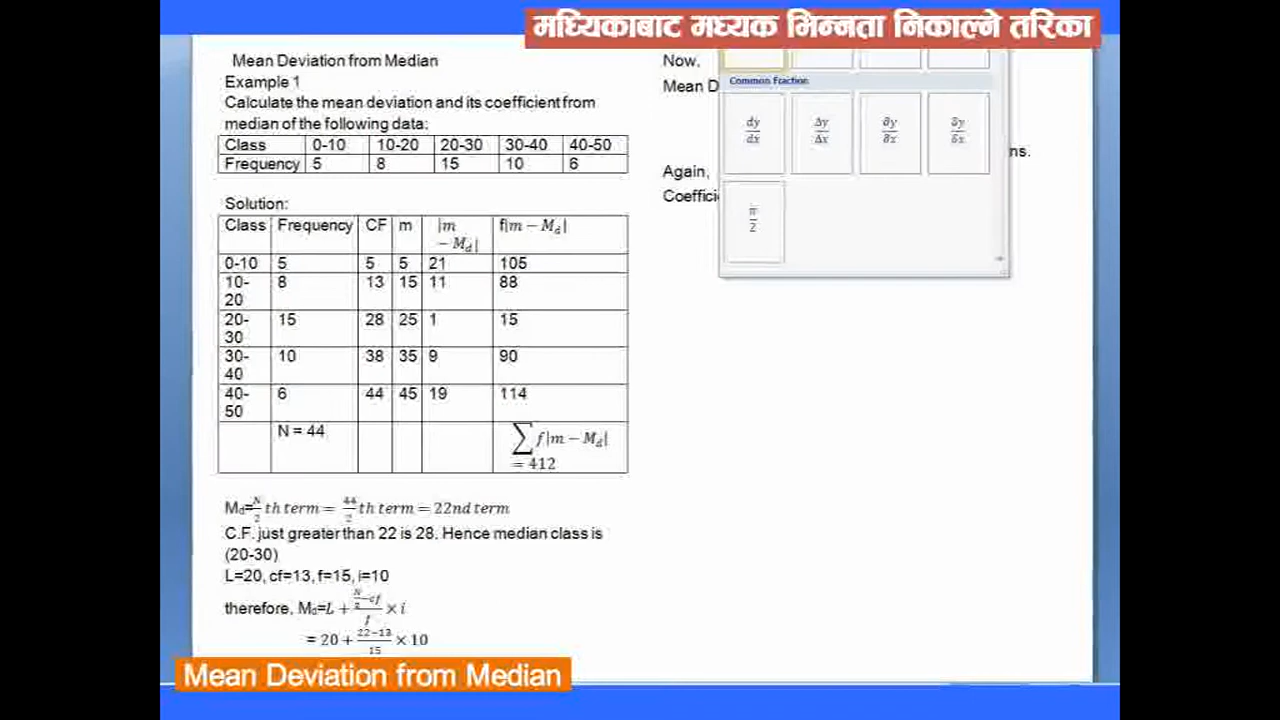 मध्यिकाबाट मध्यक भिन्नता निकाल्ने तरिका
Mean Deviation from Median
Example 1
Calculate the mean deviation and its coefficient from
median of the following data:
Class 0-10 10-20 20-30 30-40 40-50
Frequency 5 8 15 10 6
Solution:
Class Frequency CF m |m − M_d| f|m − M_d|
0-10 5 5 5 21 105
10-20 8 13 15 11 88
20-30 15 28 25 1 15
30-40 10 38 35 9 90
40-50 6 44 45 19 114
N = 44 ∑ f|m − M_d| = 412
M_d= N/2 th term = 44/2 th term = 22nd term
C.F. just greater than 22 is 28. Hence median class is
(20-30)
L=20, cf=13, f=15, i=10
therefore, M_d=L + (N/2 − cf)/f × i
= 20 + (22−13)/15 × 10
Now,
Mean D
ns.
Again,
Coeffici
Common Fraction
dy/dx Δy/Δx ∂y/∂x δy/δx
π/2
Mean Deviation from Median